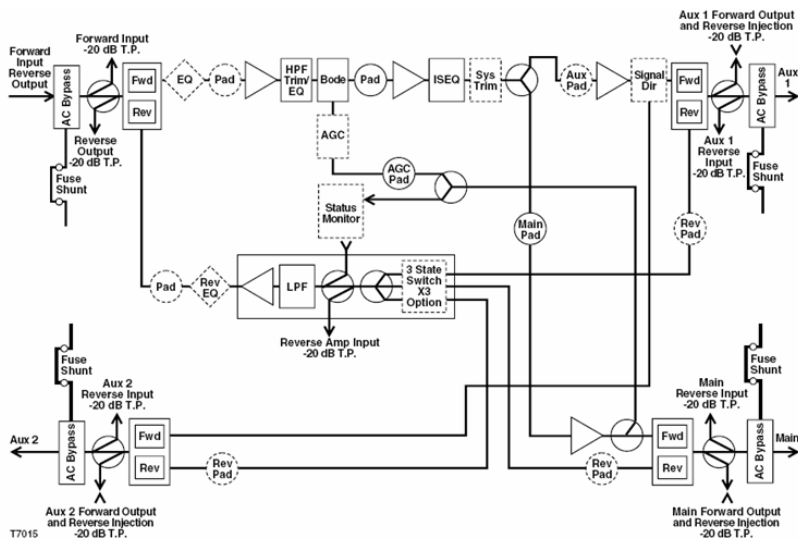 Forward Input
-20 dB T.P.
Forward
Input
Reverse
Output
AC Bypass
Fwd
Rev
EQ
Pad
HPF
Trim/
EQ
Bode
Pad
ISEQ
Sys
Trim
Aux
Pad
Signal
Dir
Fwd
Rev
Aux 1 Forward Output
and Reverse Injection
-20 dB T.P.
AC Bypass
Aux
1
Reverse
Output
-20 dB T.P.
Fuse
Shunt
AGC
AGC
Pad
Status
Monitor
Main
Pad
Aux 1
Reverse
Input
-20 dB T.P.
Fuse
Shunt
Rev
Pad
Pad
Rev
EQ
LPF
3 State
Switch
X3
Option
Reverse Amp Input
-20 dB T.P.
Fuse
Shunt
Aux 2
Reverse Input
-20 dB T.P.
Aux 2
AC Bypass
Fwd
Rev
Rev
Pad
Aux 2 Forward Output
and Reverse Injection
-20 dB T.P.
Rev
Pad
Fwd
Rev
Main
Reverse Input
-20 dB T.P.
Fuse
Shunt
AC Bypass
Main
Main Forward Output
and Reverse Injection
-20 dB T.P.
T7015